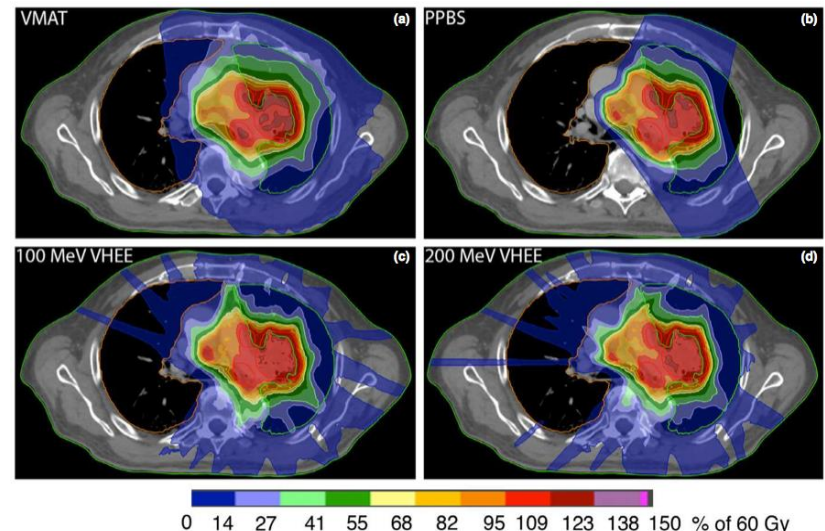 VMAT (a)
PPBS (b)
100 MeV VHEE (c)
200 MeV VHEE (d)
0 14 27 41 55 68 82 95 109 123 138 150 % of 60 Gy